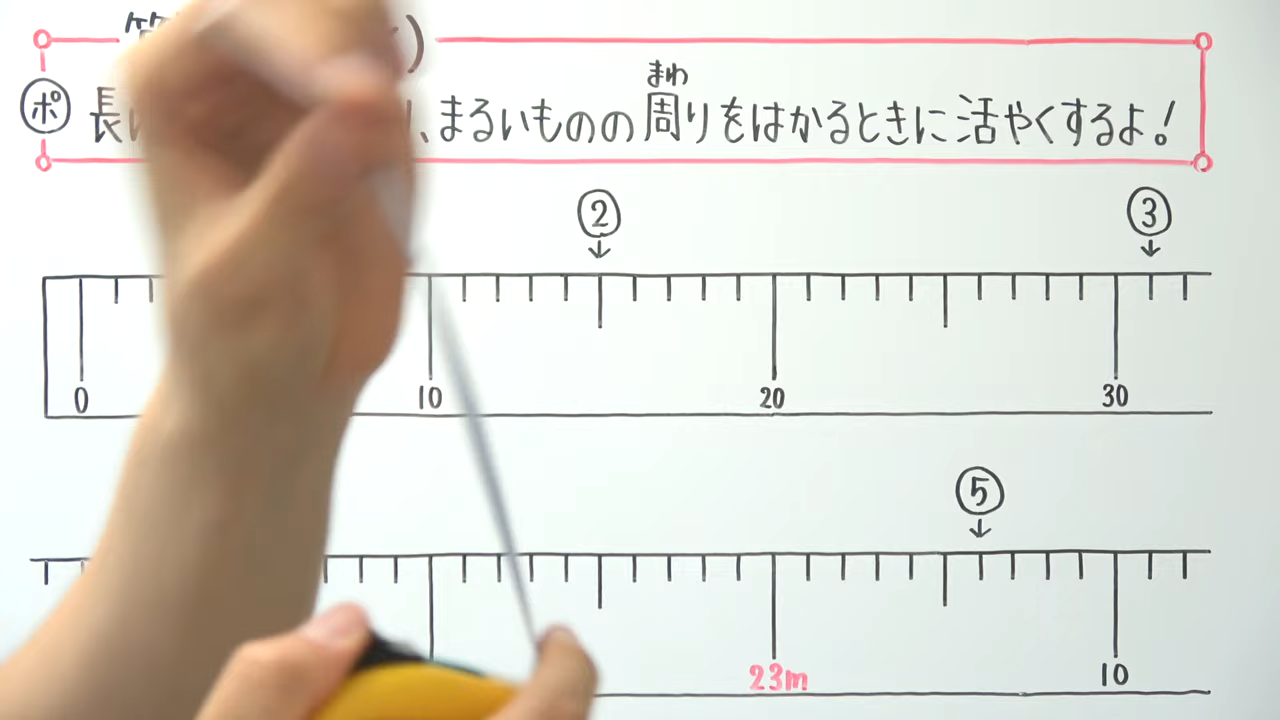 まわ
ポ 長 、まるいものの周りをはかるときに活やくするよ!
② ③
↓ ↓
0 10 20 30
⑤
↓
23m 10